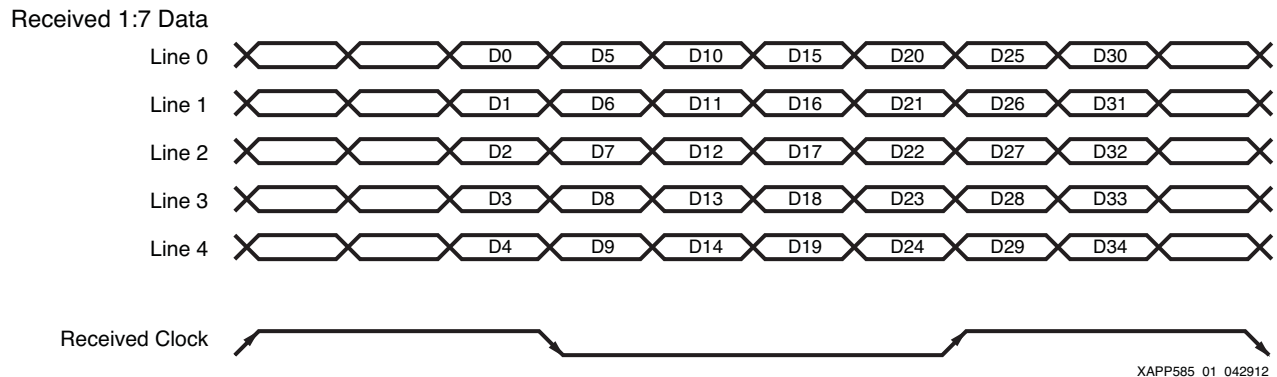 Received 1:7 Data
Line 0 D0 D5 D10 D15 D20 D25 D30
Line 1 D1 D6 D11 D16 D21 D26 D31
Line 2 D2 D7 D12 D17 D22 D27 D32
Line 3 D3 D8 D13 D18 D23 D28 D33
Line 4 D4 D9 D14 D19 D24 D29 D34
Received Clock
XAPP585_01_042912